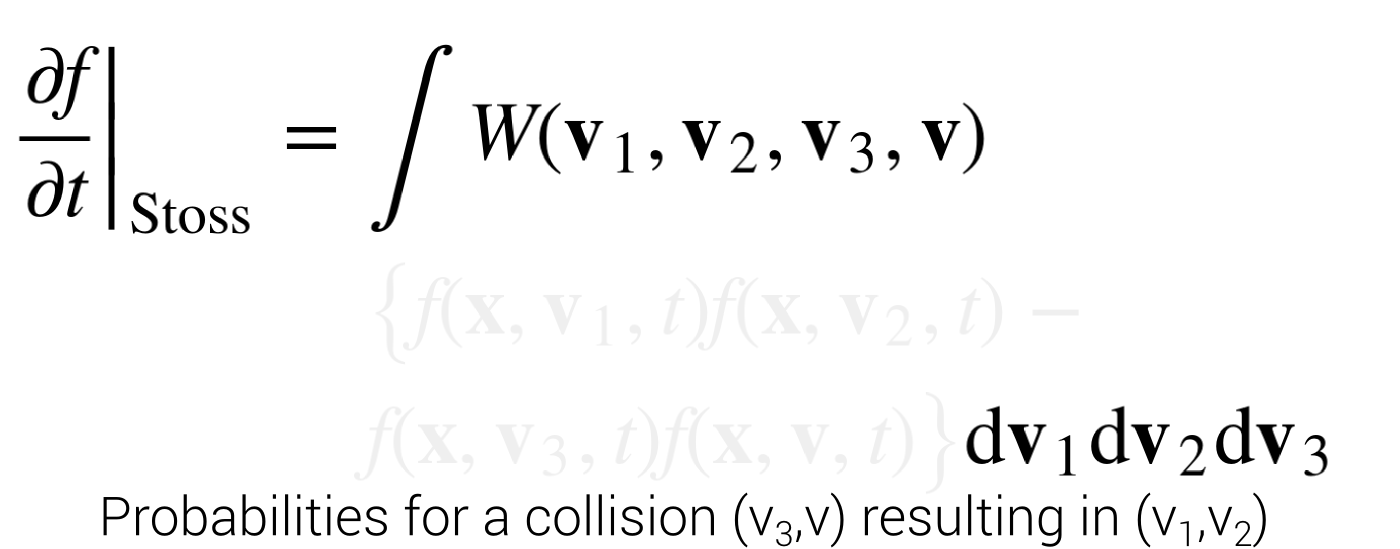 ∂f/∂t|Stoss = ∫ W(v₁, v₂, v₃, v)
{f(x, v₁, t)f(x, v₂, t) −
f(x, v₃, t)f(x, v, t)}dv₁dv₂dv₃
Probabilities for a collision (v₃,v) resulting in (v₁,v₂)